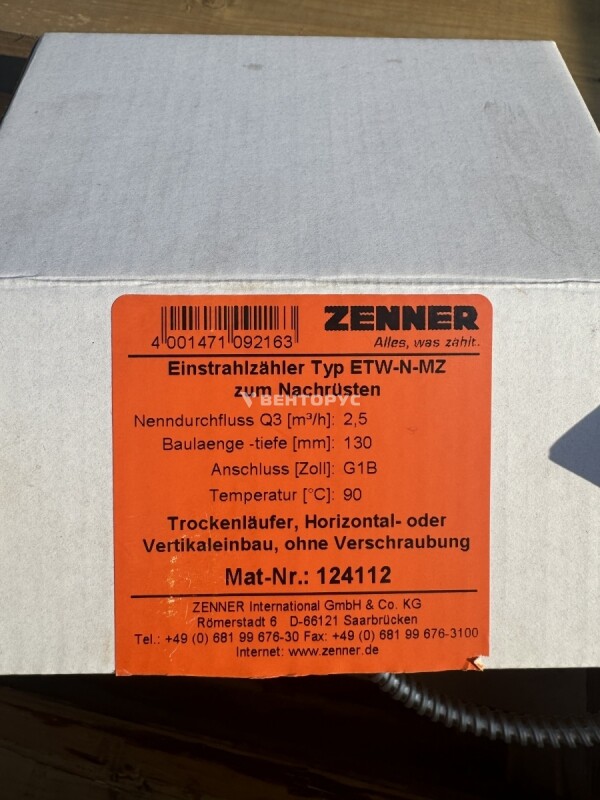 4 001471 092163
ZENNER
Alles, was zählt.
Einstrahlzähler Typ ETW-N-MZ
zum Nachrüsten
ВЕНТОРУС
Nenndurchfluss Q3 [m³/h]: 2,5
Baulaenge -tiefe [mm]: 130
Anschluss [Zoll]: G1B
Temperatur [°C]: 90
Trockenläufer, Horizontal- oder
Vertikaleinbau, ohne Verschraubung
Mat-Nr.: 124112
ZENNER International GmbH & Co. KG
Römerstadt 6 D-66121 Saarbrücken
Tel.: +49 (0) 681 99 676-30 Fax: +49 (0) 681 99 676-3100
Internet: www.zenner.de